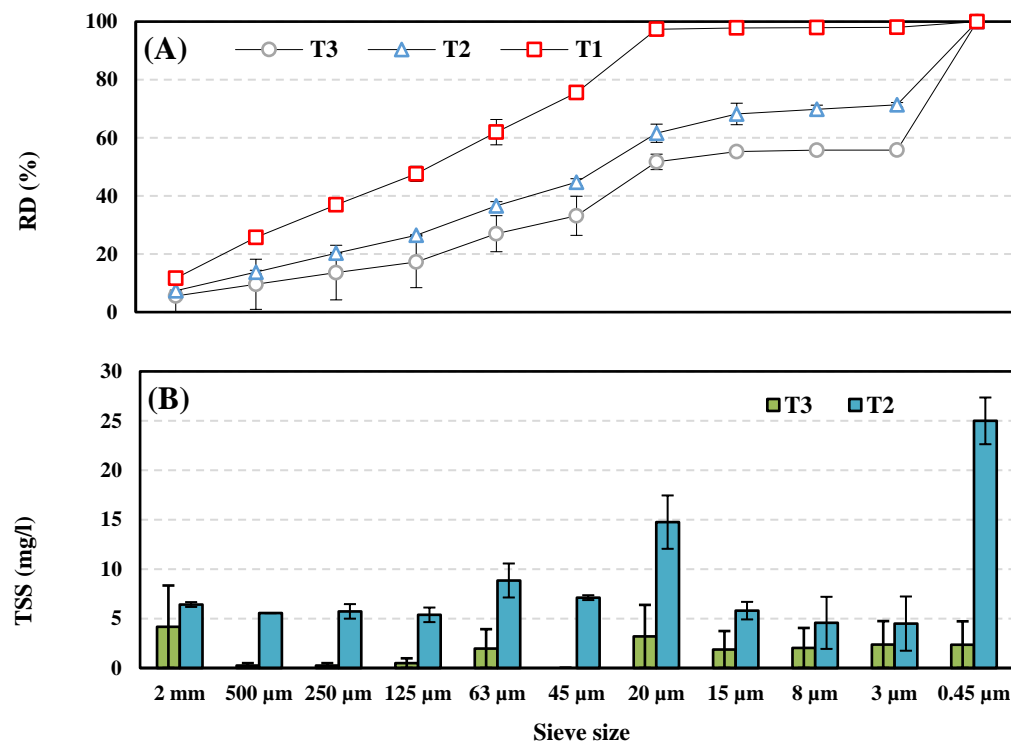 100
(A)
T3
T2
T1
80
60
40
20
0
RD (%)
30
(B)
T3
T2
25
20
15
10
5
0
TSS (mg/l)
2 mm 500 µm 250 µm 125 µm 63 µm 45 µm 20 µm 15 µm 8 µm 3 µm 0.45 µm
Sieve size